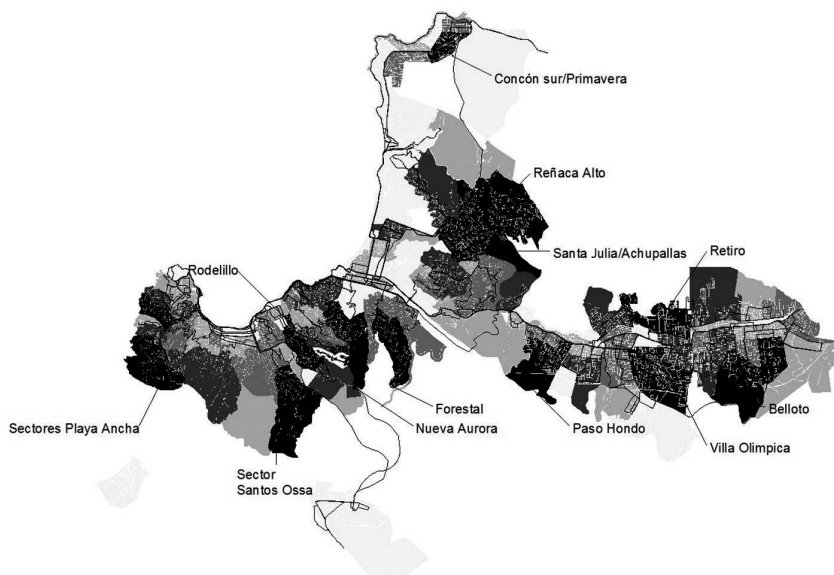 Concón sur/Primavera
Reñaca Alto
Santa Julia/Achupallas
Retiro
Rodelillo
Sectores Playa Ancha
Forestal
Nueva Aurora
Paso Hondo
Belloto
Villa Olimpica
Sector
Santos Ossa